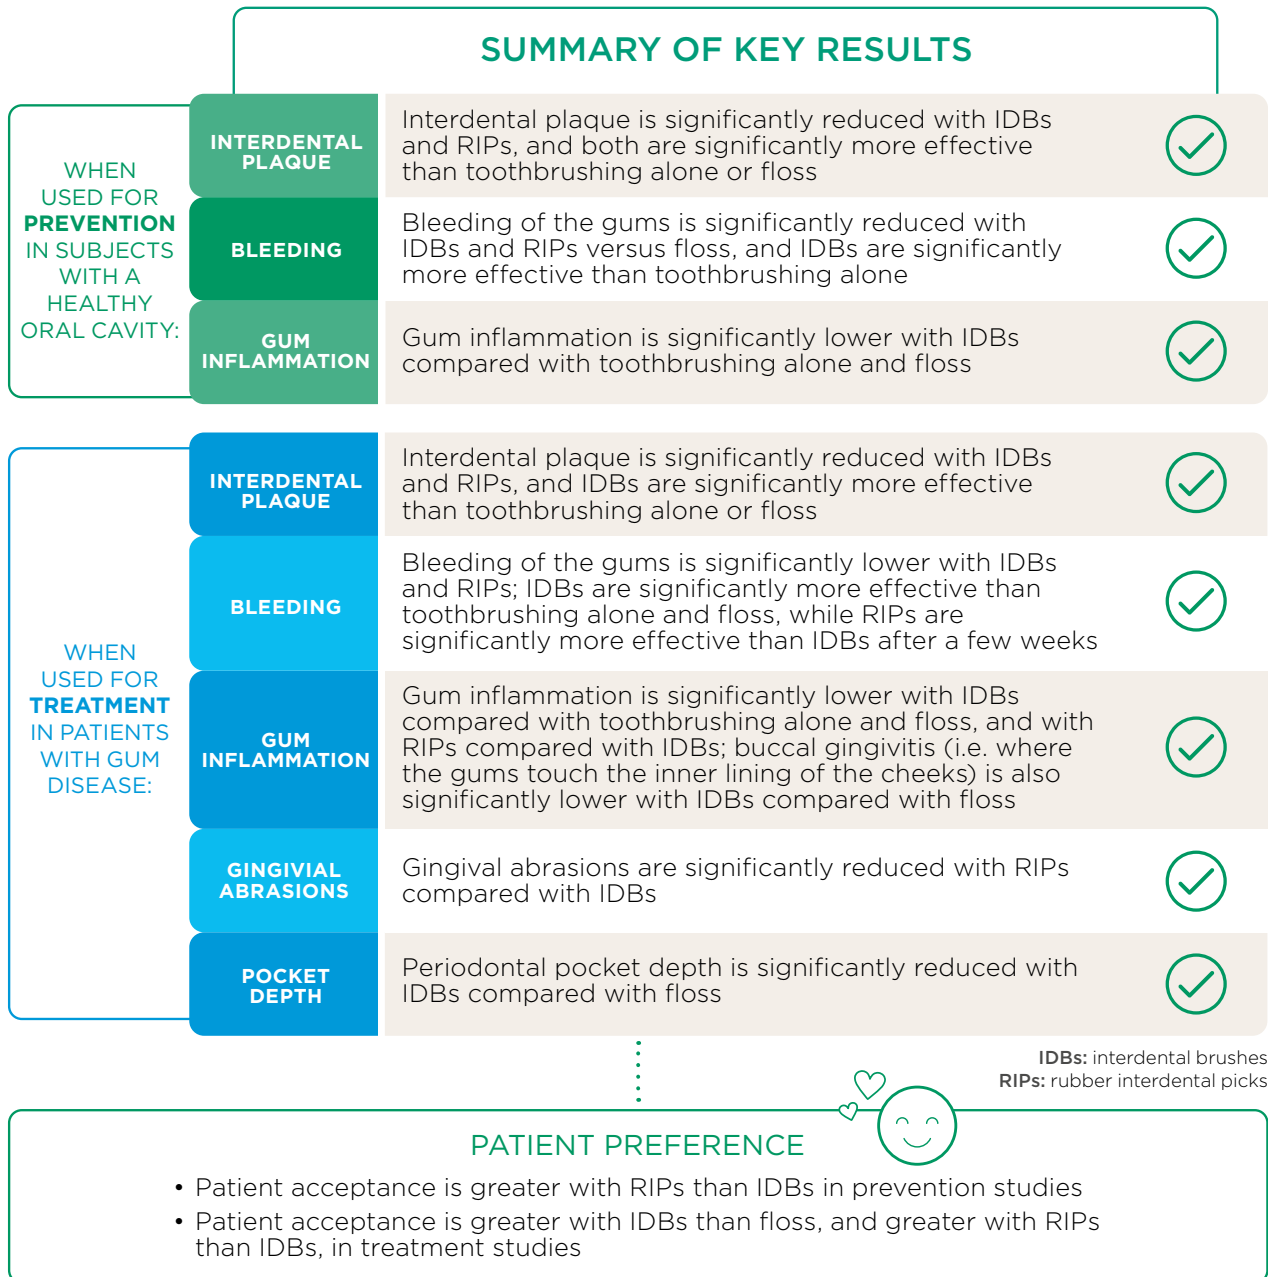 SUMMARY OF KEY RESULTS
WHEN
USED FOR
PREVENTION
IN SUBJECTS
WITH A
HEALTHY
ORAL CAVITY:
INTERDENTAL
PLAQUE
Interdental plaque is significantly reduced with IDBs
and RIPs, and both are significantly more effective
than toothbrushing alone or floss
BLEEDING
Bleeding of the gums is significantly reduced with
IDBs and RIPs versus floss, and IDBs are significantly
more effective than toothbrushing alone
GUM
INFLAMMATION
Gum inflammation is significantly lower with IDBs
compared with toothbrushing alone and floss
WHEN
USED FOR
TREATMENT
IN PATIENTS
WITH GUM
DISEASE:
INTERDENTAL
PLAQUE
Interdental plaque is significantly reduced with IDBs
and RIPs, and IDBs are significantly more effective
than toothbrushing alone or floss
BLEEDING
Bleeding of the gums is significantly lower with IDBs
and RIPs; IDBs are significantly more effective than
toothbrushing alone and floss, while RIPs are
significantly more effective than IDBs after a few weeks
GUM
INFLAMMATION
Gum inflammation is significantly lower with IDBs
compared with toothbrushing alone and floss, and with
RIPs compared with IDBs; buccal gingivitis (i.e. where
the gums touch the inner lining of the cheeks) is also
significantly lower with IDBs compared with floss
GINGIVIAL
ABRASIONS
Gingival abrasions are significantly reduced with RIPs
compared with IDBs
POCKET
DEPTH
Periodontal pocket depth is significantly reduced with
IDBs compared with floss
IDBs: interdental brushes
RIPs: rubber interdental picks
PATIENT PREFERENCE
• Patient acceptance is greater with RIPs than IDBs in prevention studies
• Patient acceptance is greater with IDBs than floss, and greater with RIPs
than IDBs, in treatment studies